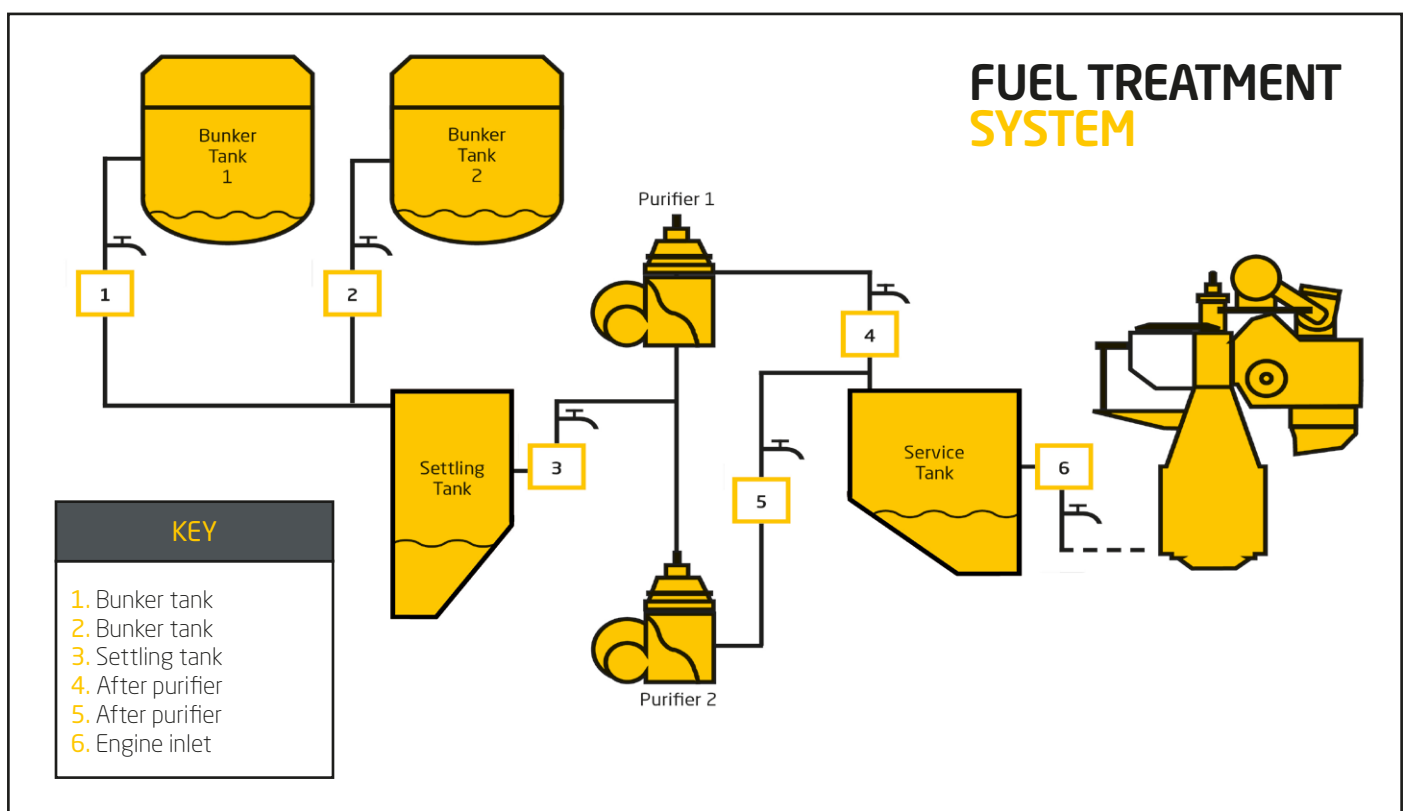 FUEL TREATMENT
SYSTEM
Bunker
Tank
1
Bunker
Tank
2
Purifier 1
1
2
4
Settling
Tank
3
Service
Tank
6
5
Purifier 2
KEY
1. Bunker tank
2. Bunker tank
3. Settling tank
4. After purifier
5. After purifier
6. Engine inlet